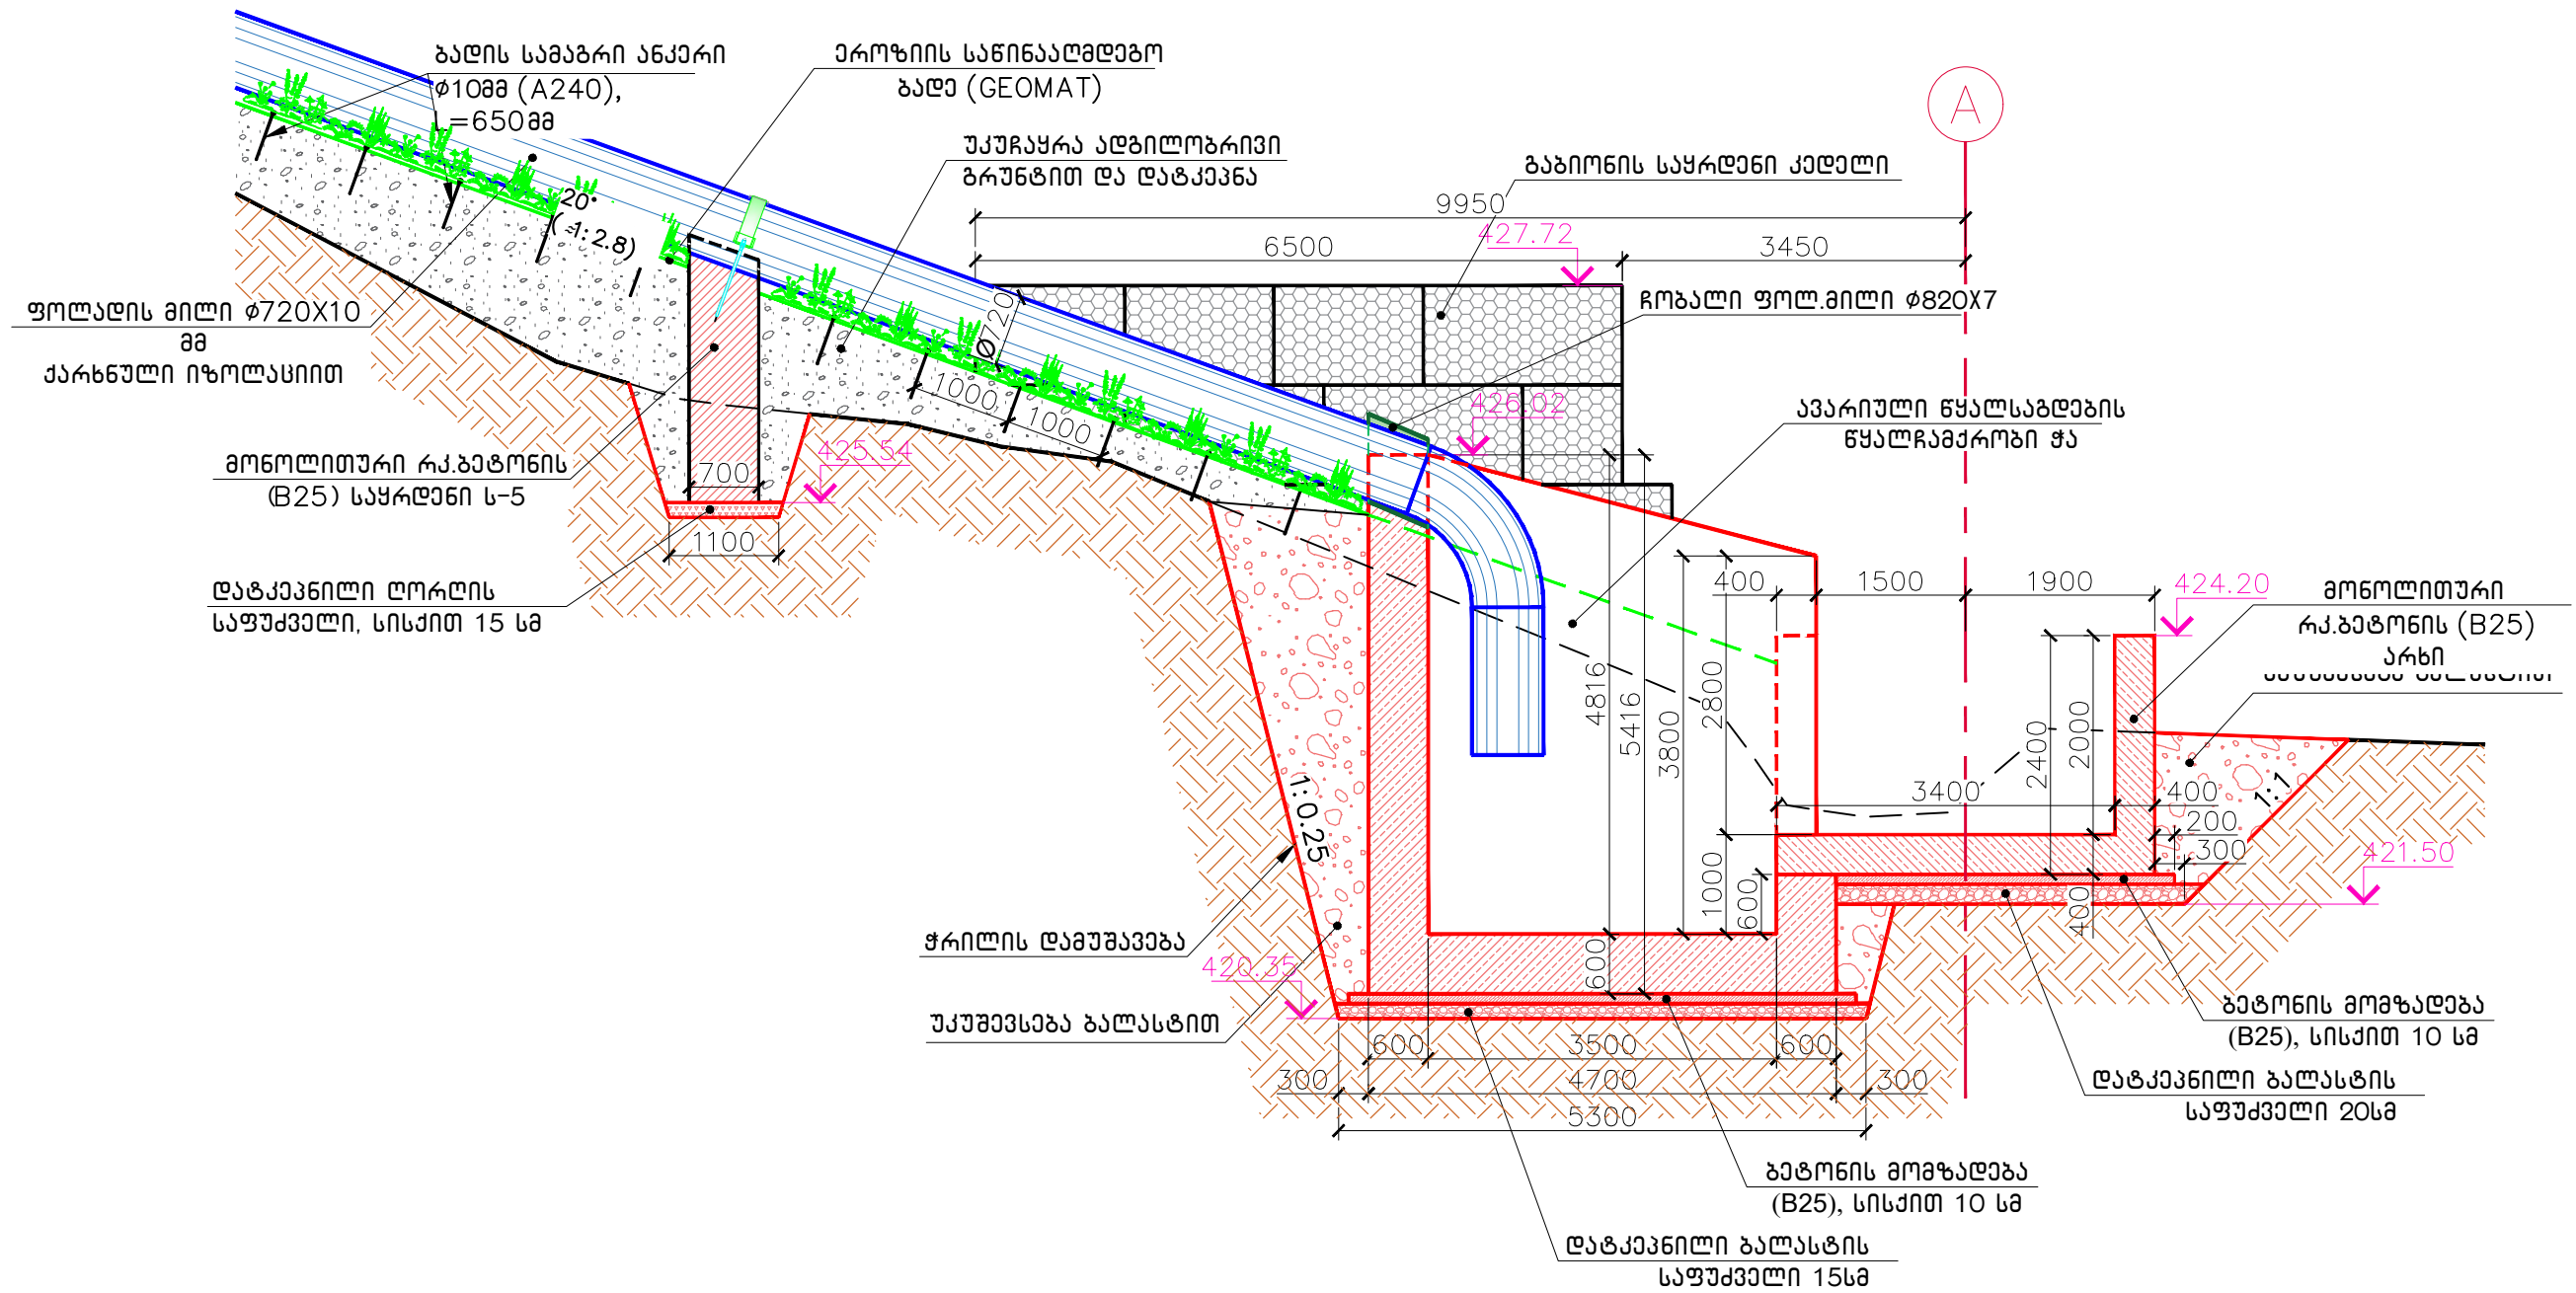 ბადის სამაგრი ანკერი
⌀10მმ (A240),
=650მმ
ეროზიის საწინააღმდეგო
ბადე (GEOMAT)
უკუჩაყრა ადგილობრივი
გრუნტით და დატკეპნა
გაბიონის საყრდენი კედელი
A
9950
427.72
6500
3450
20°
(≈1:2.8)
ფოლადის მილი ⌀720X10
მმ
ქარხნული იზოლაციით
ჩობალი ფოლ.მილი ⌀820X7
⌀720
1000
1000
426.02
ავარიული წყალსაგდების
წყალჩამქრობი ჭა
მონოლითური რკ.ბეტონის
(B25) საყრდენი ს-5
425.54
700
1100
დატკეპნილი ღორღის
საფუძველი, სისქით 15 სმ
400
1500
1900
424.20
მონოლითური
რკ.ბეტონის (B25)
არხი
4816
5416
3800
2800
2400
2000
3400
400
200
300
1:1
1:0.25
421.50
1000
600
400
ჭრილის დამუშავება
420.35
600
უკუშევსება ბალასტით
ბეტონის მომზადება
(B25), სისქით 10 სმ
600
3500
600
300
4700
300
5300
დატკეპნილი ბალასტის
საფუძველი 20სმ
ბეტონის მომზადება
(B25), სისქით 10 სმ
დატკეპნილი ბალასტის
საფუძველი 15სმ